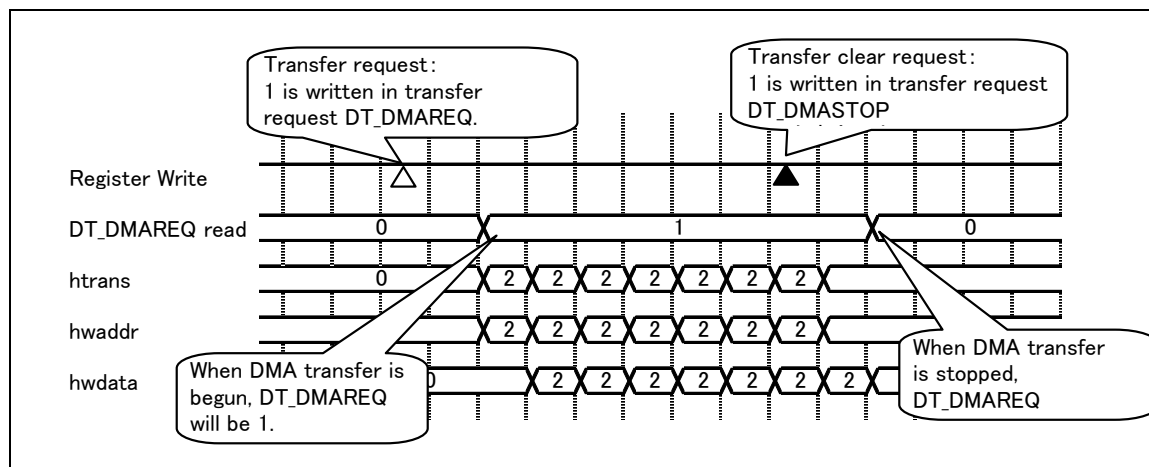 Transfer request:
1 is written in transfer
request DT_DMAREQ.
Transfer clear request:
1 is written in transfer request
DT_DMASTOP
Register Write
DT_DMAREQ read 0 1 0
htrans 0 2 2 2 2 2 2 2
hwaddr 2 2 2 2 2 2 2
hwdata 0 2 2 2 2 2 2 2
When DMA transfer is
begun, DT_DMAREQ
will be 1.
When DMA transfer
is stopped,
DT_DMAREQ